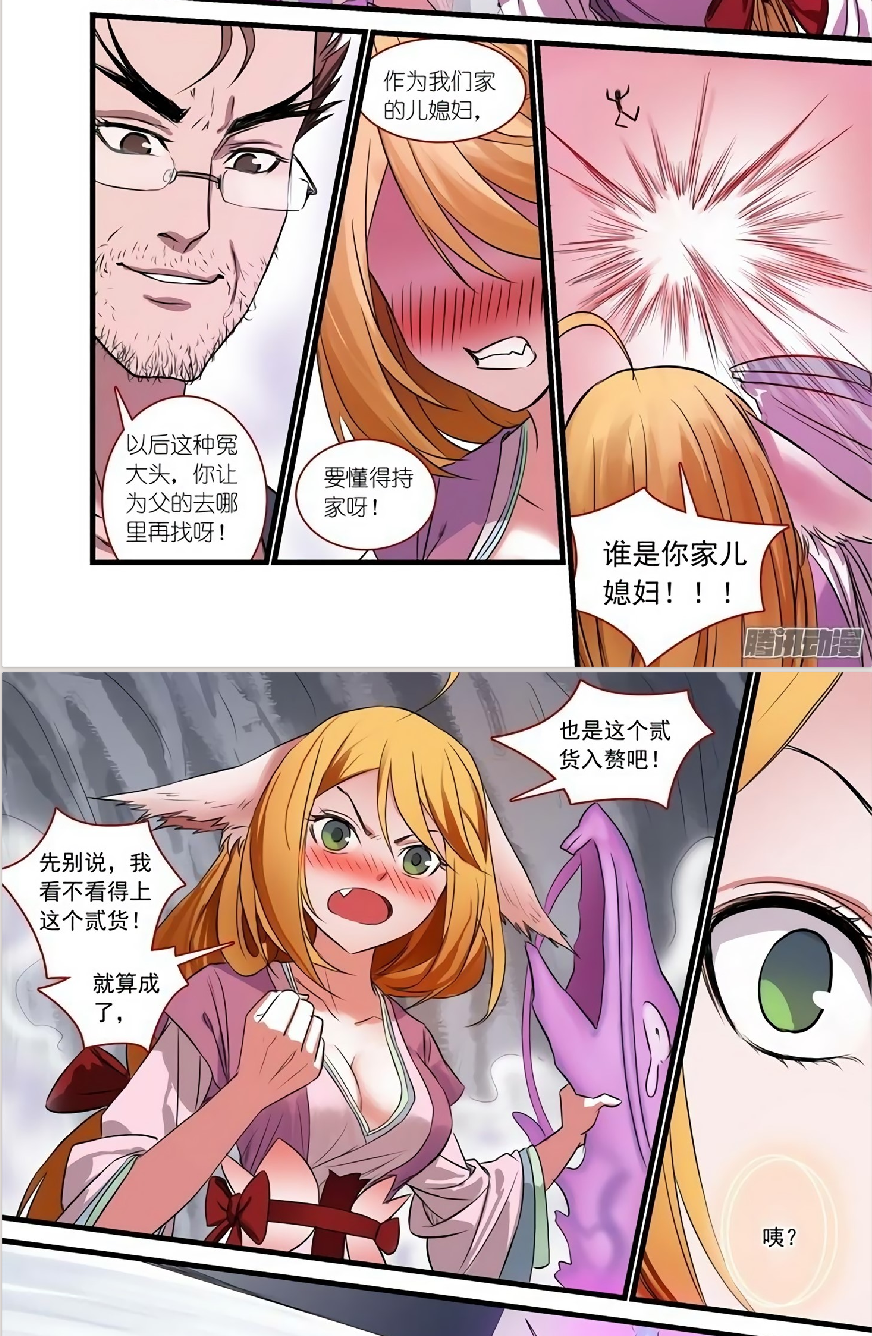 以后这种冤
大头，你让
为父的去哪
里再找呀！
作为我们家
的儿媳妇，
要懂得持
家呀！
谁是你家儿
媳妇！！！
腾讯动漫
先别说，我
看不看得上
这个贰货！
就算成
了，
也是这个贰
货入赘吧！
咦？